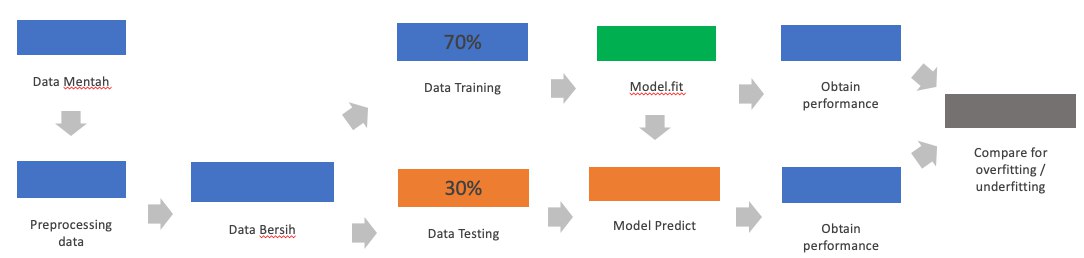 Data Mentah
Preprocessing
data
Data Bersih
70%
Data Training
30%
Data Testing
Model.fit
Model Predict
Obtain
performance
Obtain
performance
Compare for
overfitting /
underfitting